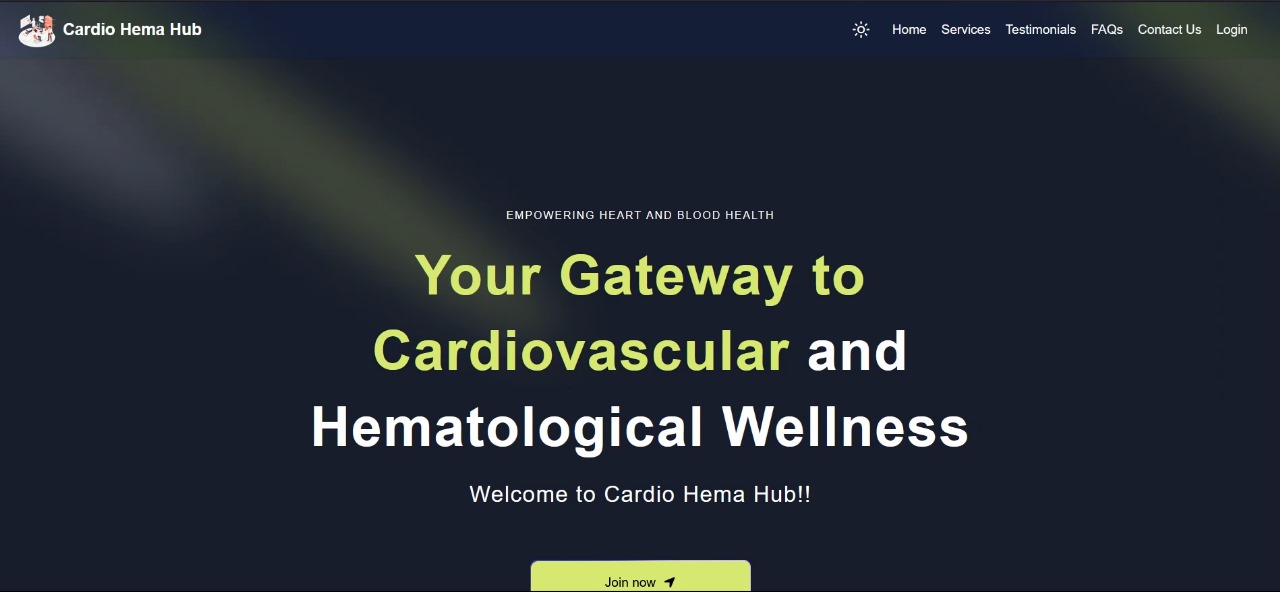 Cardio Hema Hub
Home Services Testimonials FAQs Contact Us Login
EMPOWERING HEART AND BLOOD HEALTH
Your Gateway to
Cardiovascular and
Hematological Wellness
Welcome to Cardio Hema Hub!!
Join now